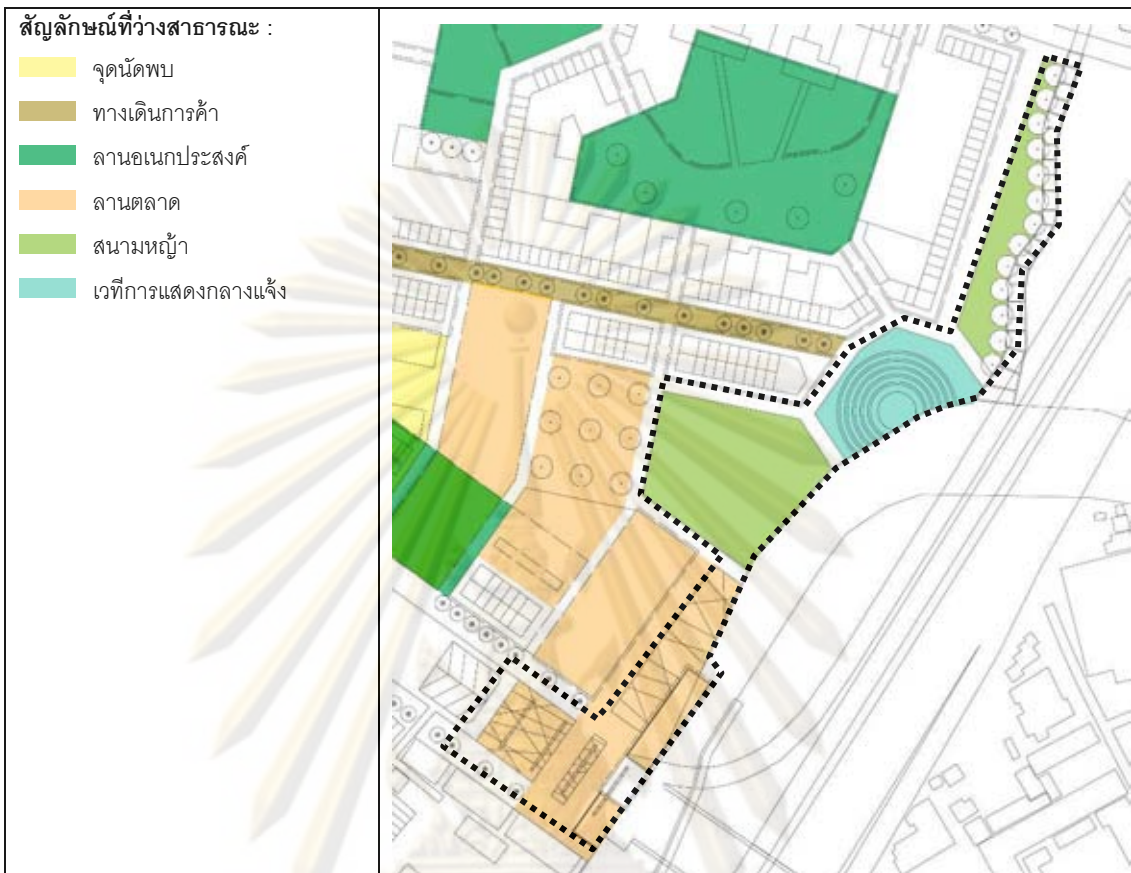 สัญลักษณ์ที่ว่างสาธารณะ :
จุดนัดพบ
ทางเดินการค้า
ลานอเนกประสงค์
ลานตลาด
สนามหญ้า
เวทีการแสดงกลางแจ้ง